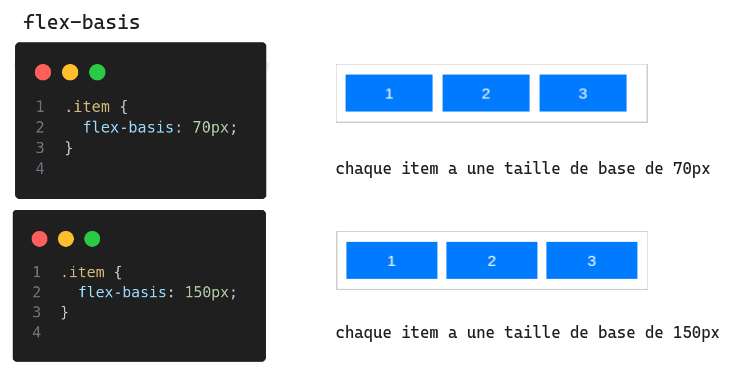 flex-basis
1 .item {
2 flex-basis: 70px;
3 }
4
1 2 3
chaque item a une taille de base de 70px
1 .item {
2 flex-basis: 150px;
3 }
4
1 2 3
chaque item a une taille de base de 150px